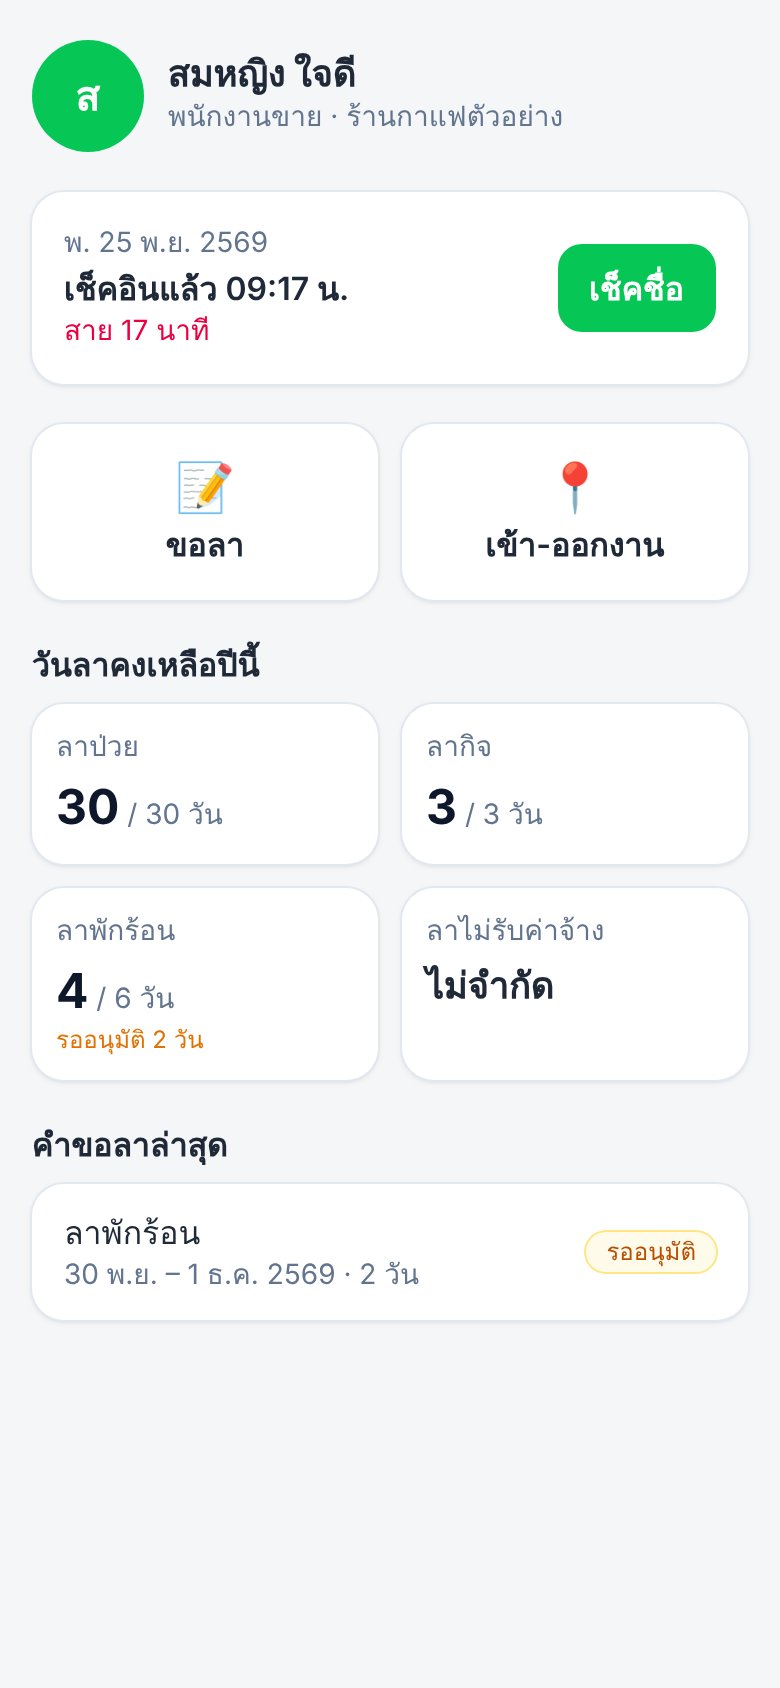 ส
สมหญิง ใจดี
พนักงานขาย · ร้านกาแฟตัวอย่าง
พ. 25 พ.ย. 2569
เช็คอินแล้ว 09:17 น.
สาย 17 นาที
เช็คชื่อ
ขอลา
เข้า-ออกงาน
วันลาคงเหลือปีนี้
ลาป่วย
30 / 30 วัน
ลากิจ
3 / 3 วัน
ลาพักร้อน
4 / 6 วัน
รออนุมัติ 2 วัน
ลาไม่รับค่าจ้าง
ไม่จำกัด
คำขอลาล่าสุด
ลาพักร้อน
30 พ.ย. – 1 ธ.ค. 2569 · 2 วัน
รออนุมัติ